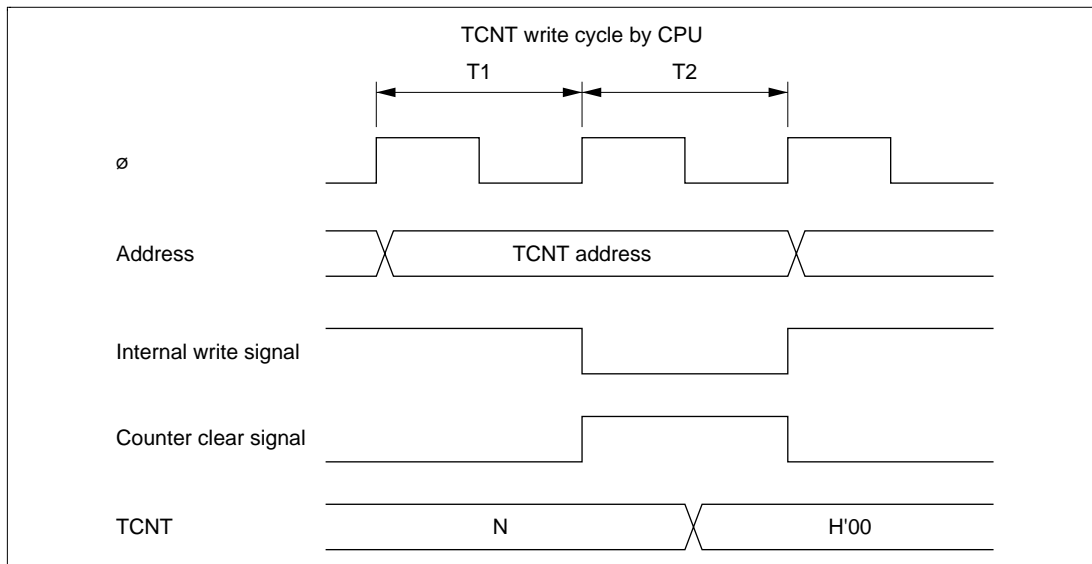 TCNT write cycle by CPU
T1 T2
ø
Address TCNT address
Internal write signal
Counter clear signal
TCNT N H'00